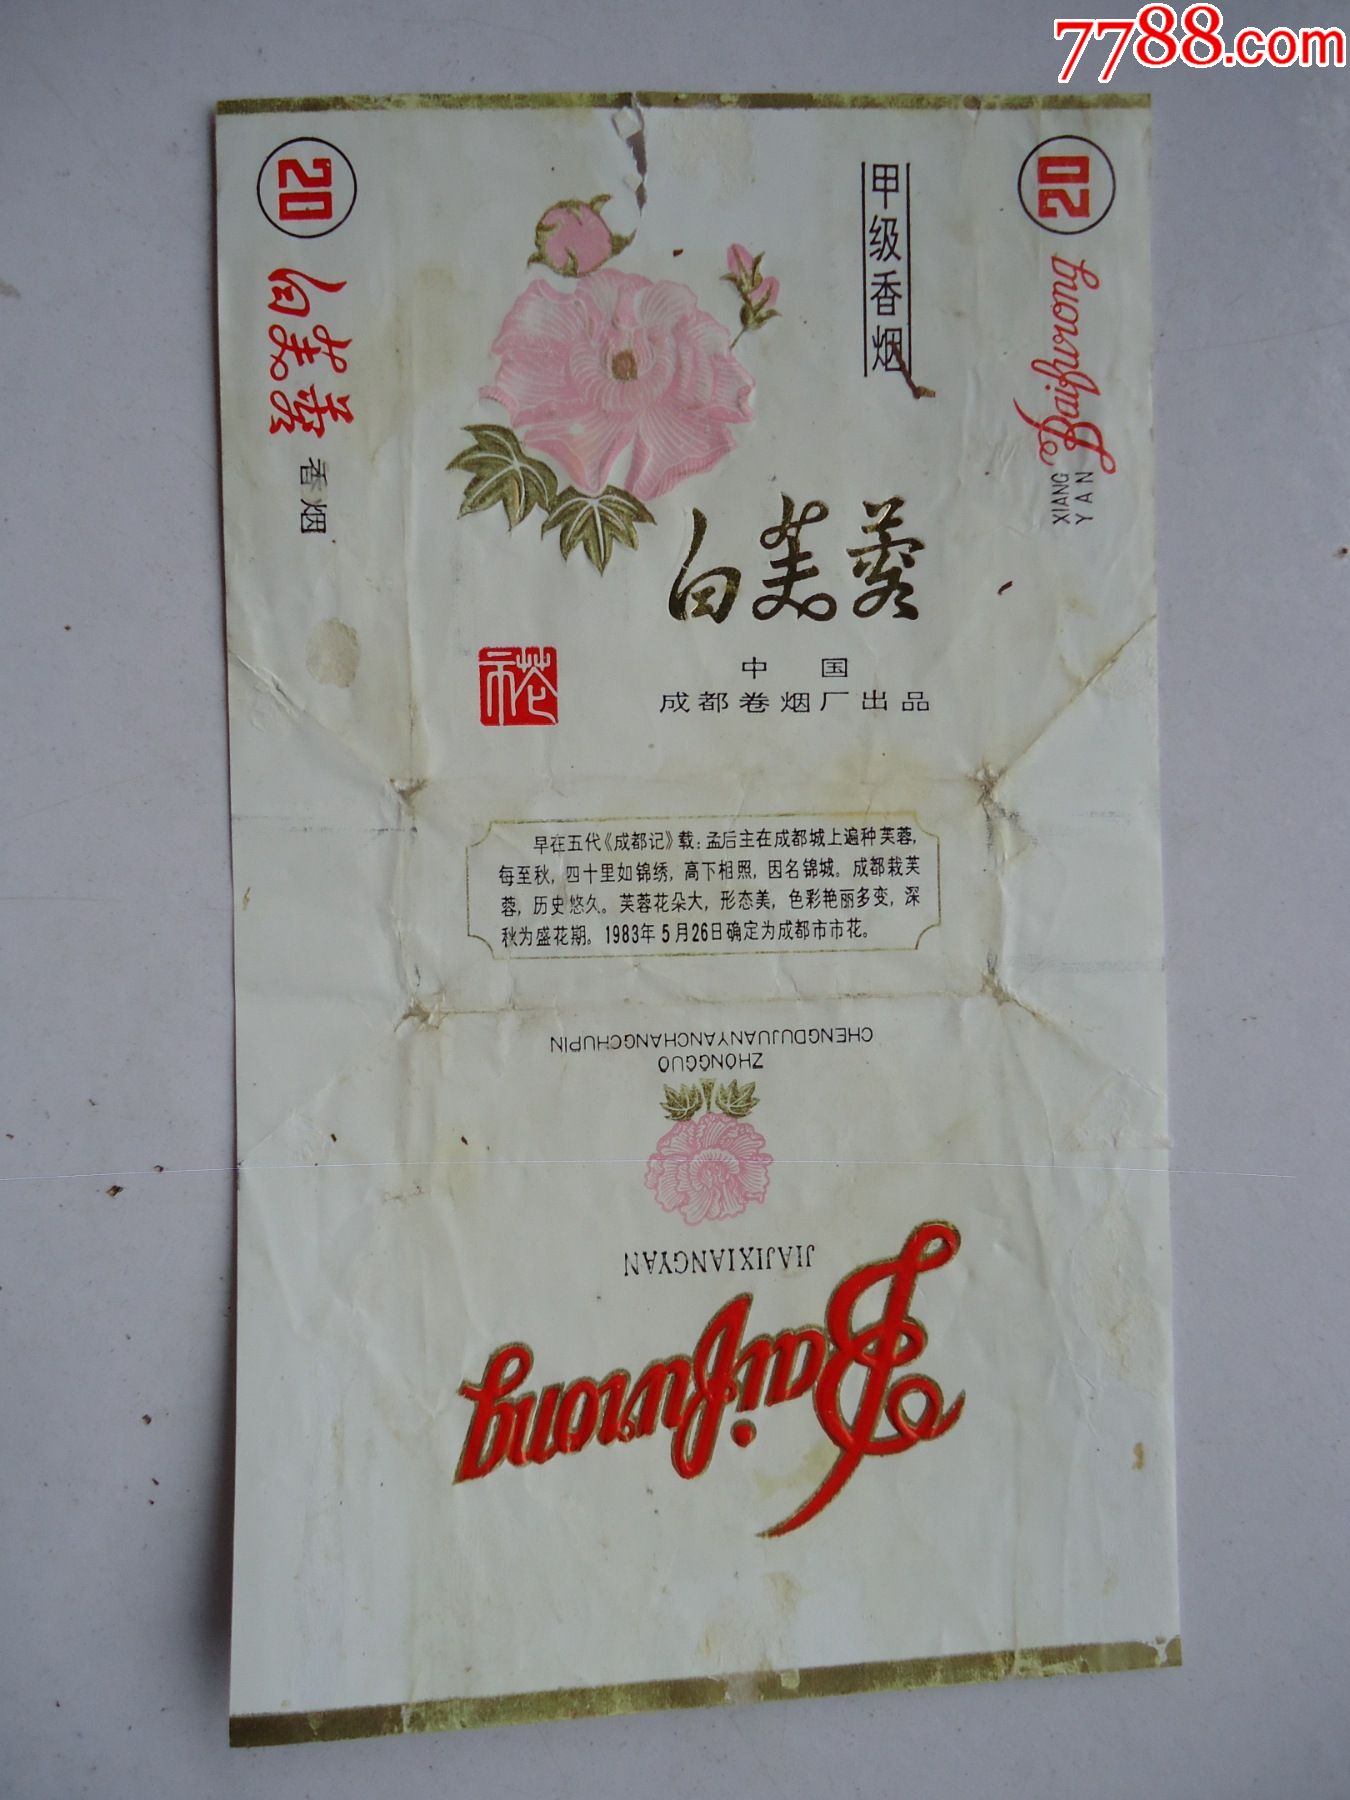 7788.com
20
白芙蓉
香烟
甲级香烟
20
Baifurong
XIANG
YAN
白芙蓉
中 国
成都卷烟厂出品
早在五代《成都记》载：孟后主在成都城上遍种芙蓉，
每至秋，四十里如锦绣，高下相照，因名锦城。成都栽芙
蓉，历史悠久。芙蓉花朵大，形态美，色彩艳丽多变，深
秋为盛花期。1983年5月26日确定为成都市市花。
CHENGDUJUANYANCHANGCHUPIN
ZHONGGUO
JIAJIXIANGYAN
Baifurong